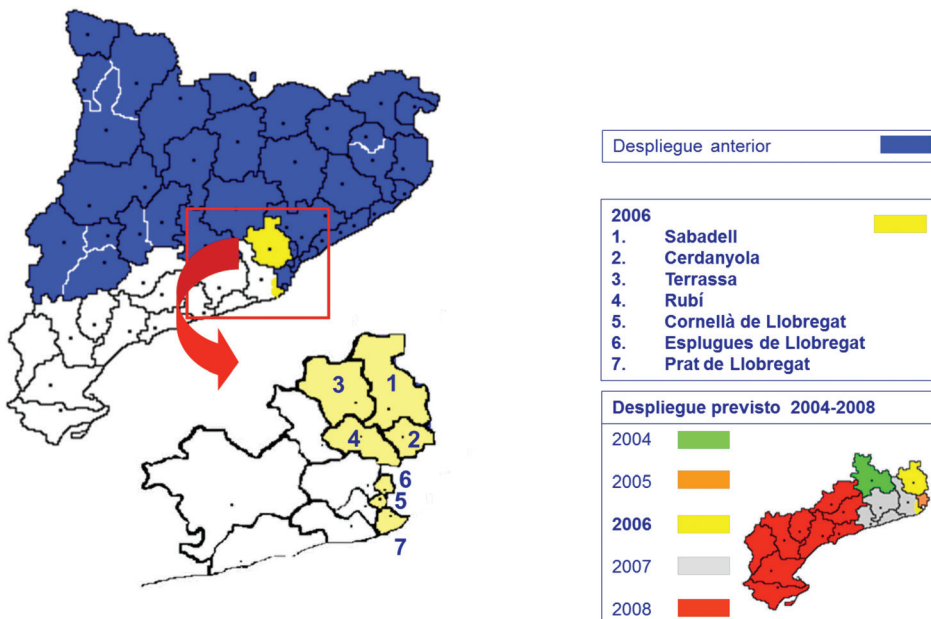 Despliegue anterior
2006
1. Sabadell
2. Cerdanyola
3. Terrassa
4. Rubí
5. Cornellà de Llobregat
6. Esplugues de Llobregat
7. Prat de Llobregat
3
1
4
2
6
5
7
Despliegue previsto 2004-2008
2004
2005
2006
2007
2008